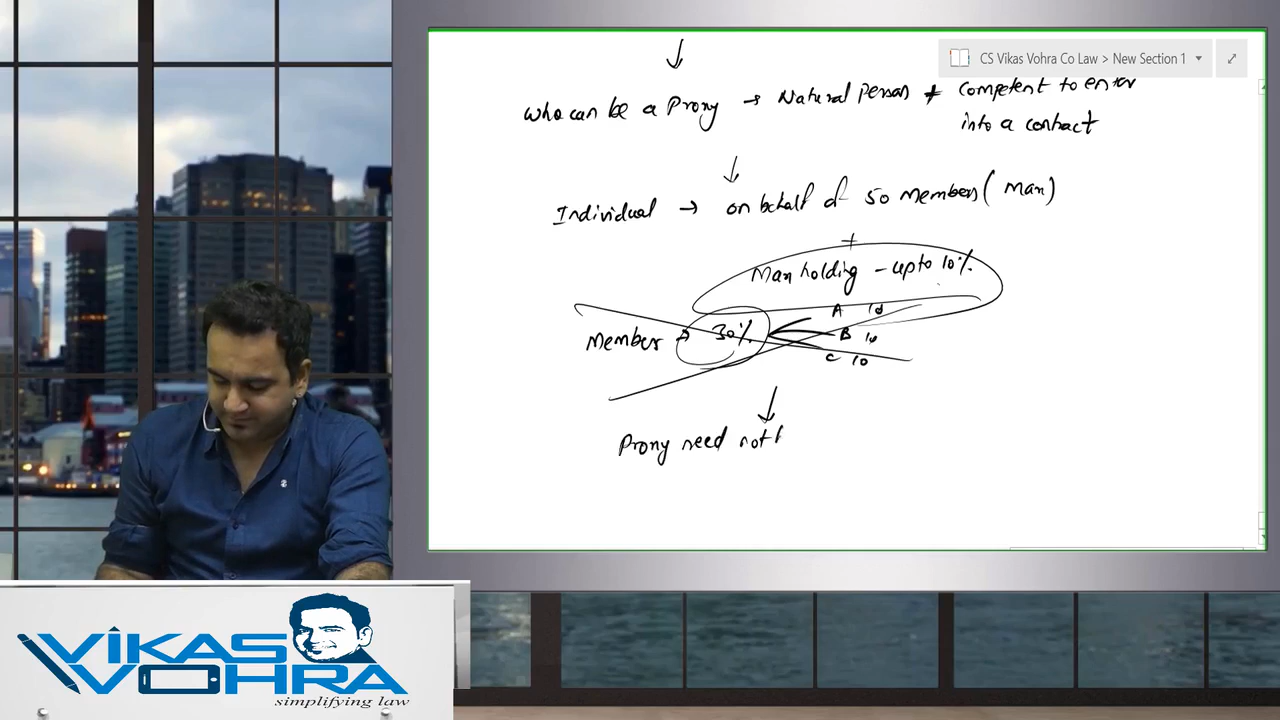 CS Vikas Vohra Co Law > New Section 1
Who can be a Proxy → Natural person + competent to enter
into a contract
Individual → on behalf of 50 Members (Max)
+
Max holding - upto 10%
Member → 30%
A 10
B 10
C 10
Proxy need not
VIKAS
VOHRA
simplifying law